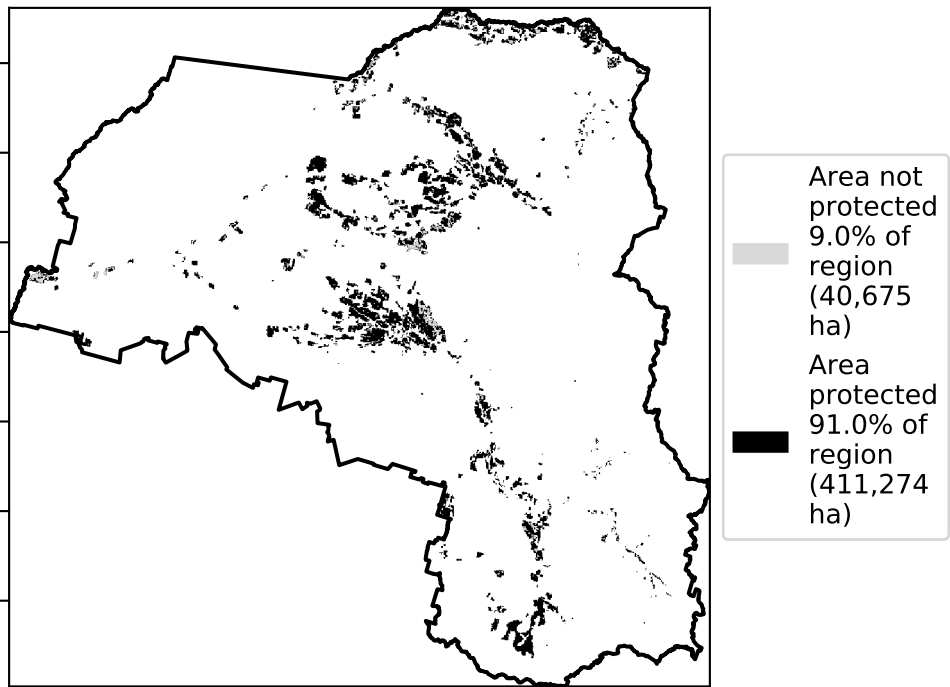 Area not
protected
9.0% of
region
(40,675
ha)
Area
protected
91.0% of
region
(411,274
ha)